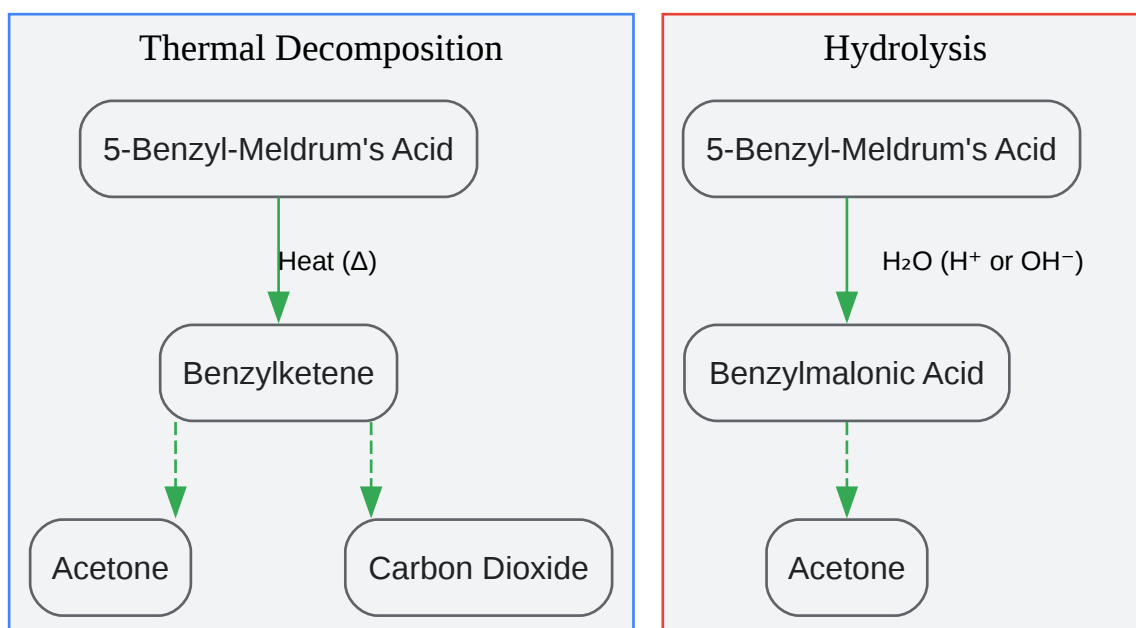 Thermal Decomposition
5-Benzyl-Meldrum's Acid
Heat (Δ)
Benzylketene
Acetone
Carbon Dioxide
Hydrolysis
5-Benzyl-Meldrum's Acid
H₂O (H⁺ or OH⁻)
Benzylmalonic Acid
Acetone